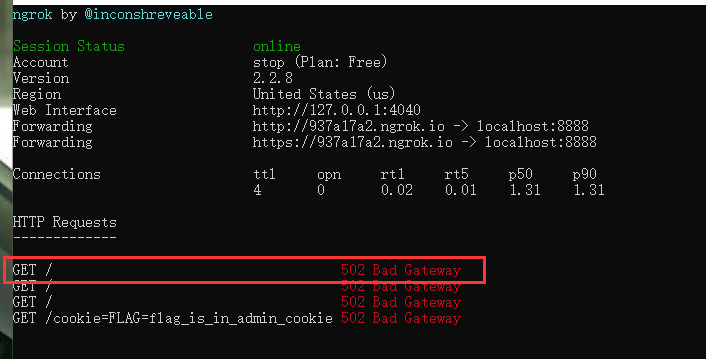 ngrok by @inconshreveable
Session Status online
Account stop (Plan: Free)
Version 2.2.8
Region United States (us)
Web Interface http://127.0.0.1:4040
Forwarding http://937a17a2.ngrok.io -> localhost:8888
Forwarding https://937a17a2.ngrok.io -> localhost:8888
Connections ttl opn rt1 rt5 p50 p90
4 0 0.02 0.01 1.31 1.31
HTTP Requests
-------------
GET / 502 Bad Gateway
GET / 502 Bad Gateway
GET / 502 Bad Gateway
GET /cookie=FLAG=flag_is_in_admin_cookie 502 Bad Gateway